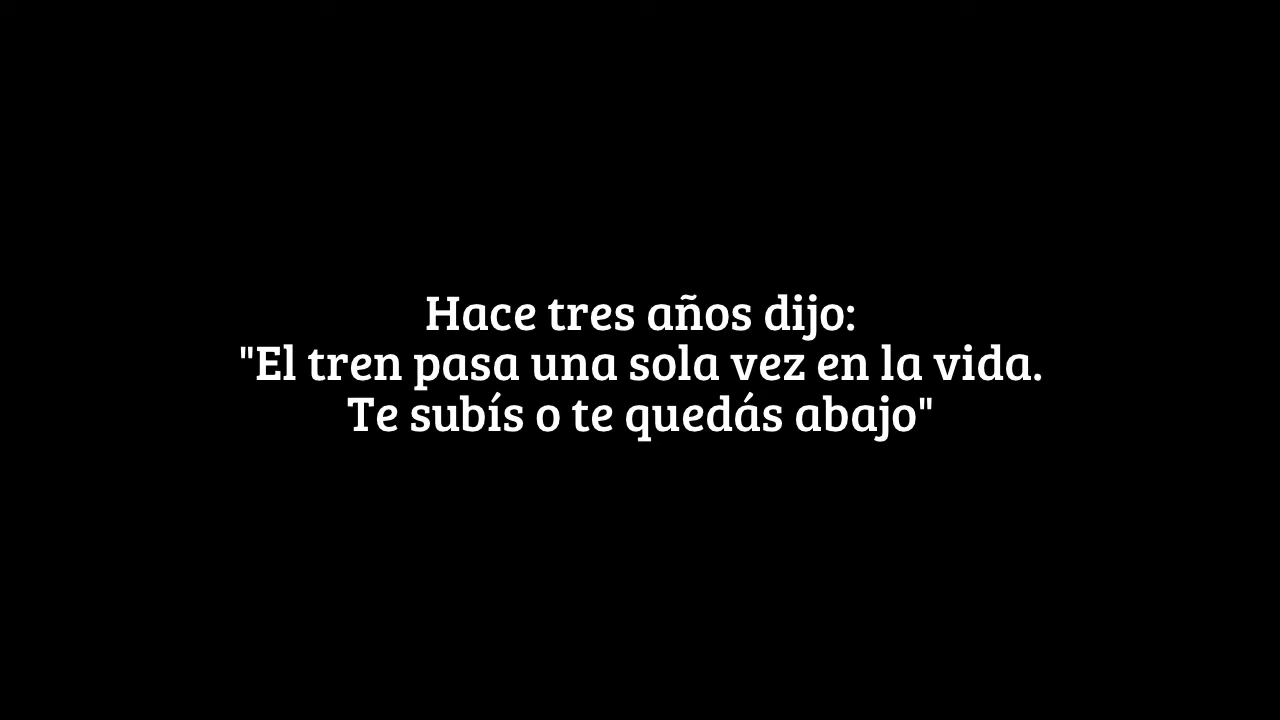 Hace tres años dijo:
"El tren pasa una sola vez en la vida.
Te subís o te quedás abajo"